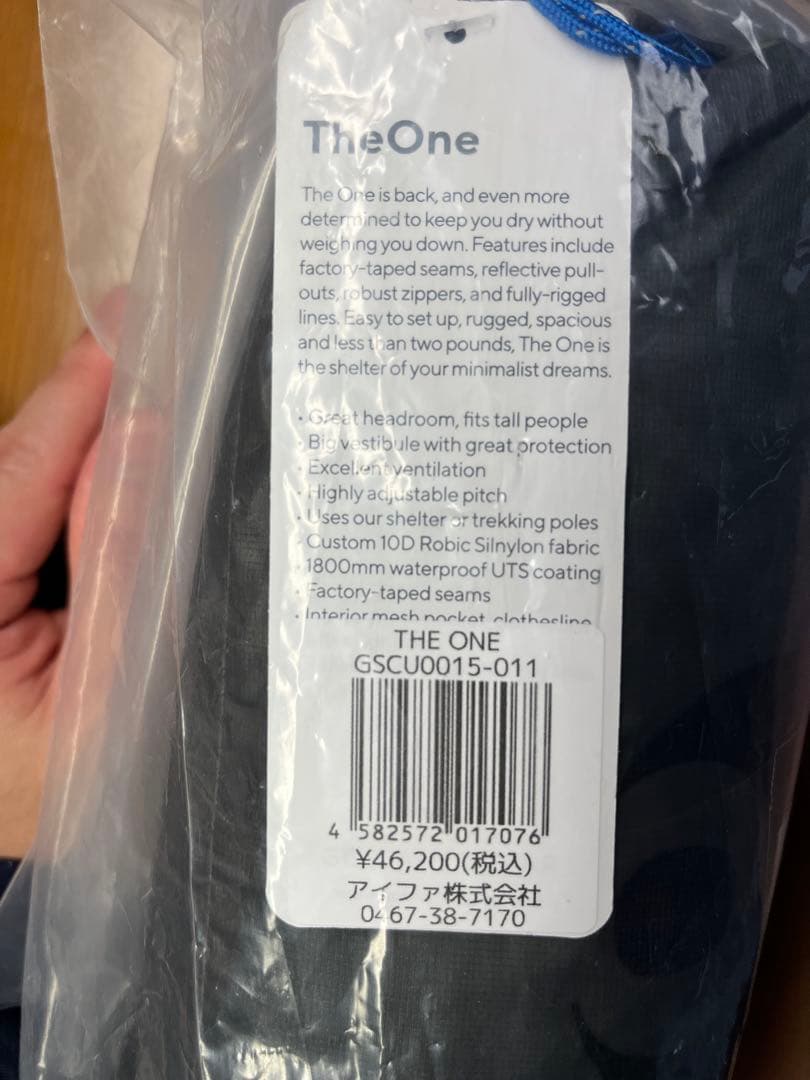 TheOne
The One is back, and even more
determined to keep you dry without
weighing you down. Features include
factory-taped seams, reflective pull-
outs, robust zippers, and fully-rigged
lines. Easy to set up, rugged, spacious
and less than two pounds, The One is
the shelter of your minimalist dreams.
• Great headroom, fits tall people
• Big vestibule with great protection
• Excellent ventilation
• Highly adjustable pitch
• Uses our shelter or trekking poles
• Custom 10D Robic Silnylon fabric
• 1800mm waterproof UTS coating
• Factory-taped seams
• Interior mesh pocket, clothesline
THE ONE
GSCU0015-011
4 582572 017076
¥46,200(税込)
アイファ株式会社
0467-38-7170